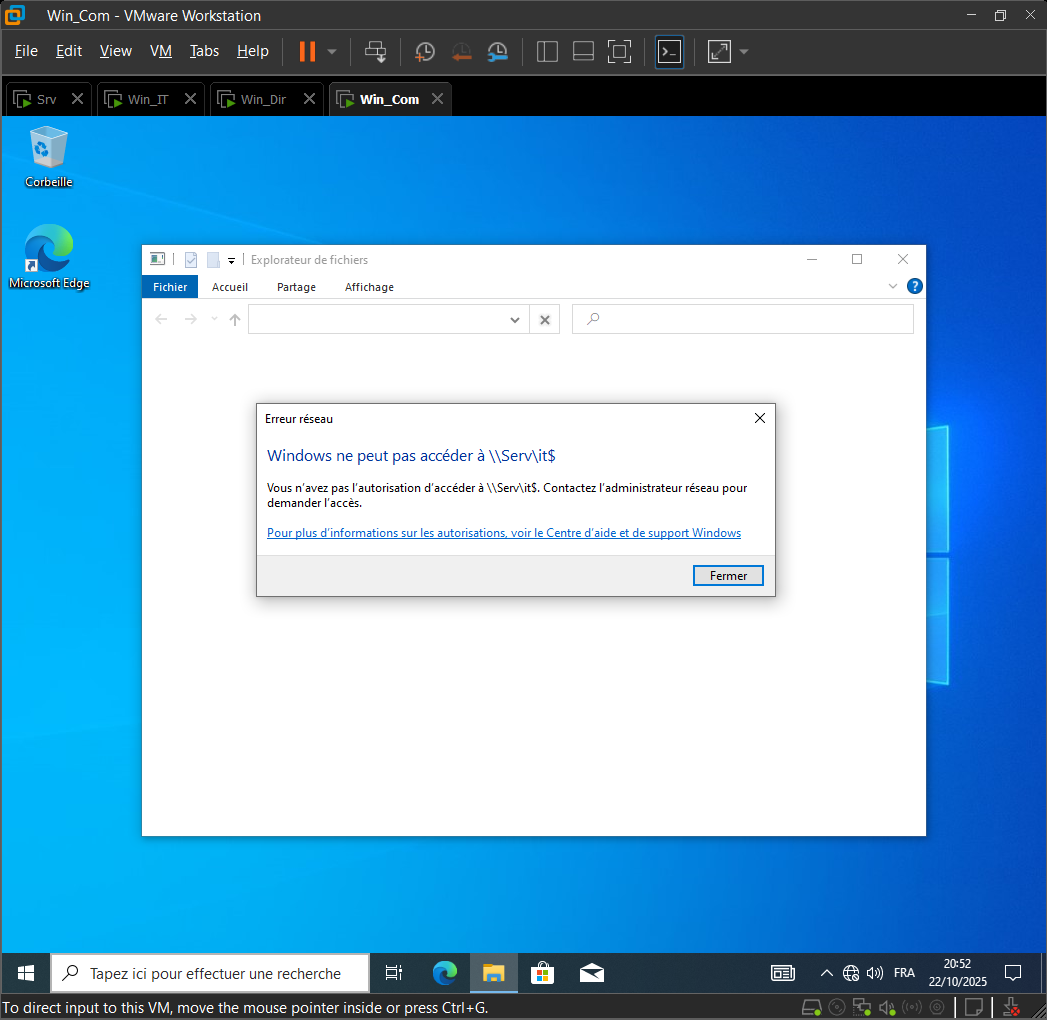 Win_Com - VMware Workstation
File Edit View VM Tabs Help
Srv Win_IT Win_Dir Win_Com
Corbeille
Microsoft Edge
Explorateur de fichiers
Fichier Accueil Partage Affichage
Erreur réseau
Windows ne peut pas accéder à \\Serv\it$
Vous n'avez pas l'autorisation d'accéder à \\Serv\it$. Contactez l'administrateur réseau pour
demander l'accès.
Pour plus d'informations sur les autorisations, voir le Centre d'aide et de support Windows
Fermer
Tapez ici pour effectuer une recherche
FRA
20:52
22/10/2025
To direct input to this VM, move the mouse pointer inside or press Ctrl+G.